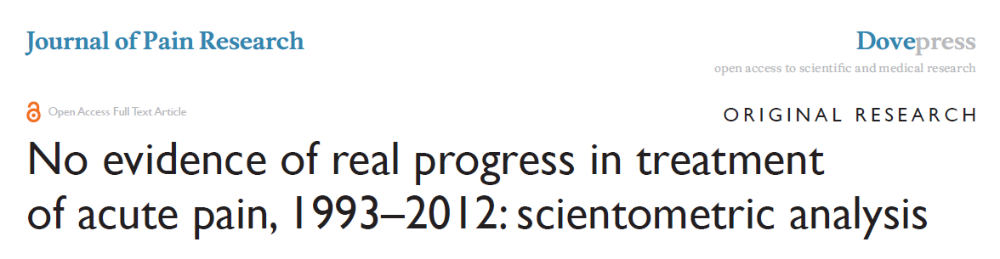 Journal of Pain Research
Dovepress
open access to scientific and medical research
Open Access Full Text Article
ORIGINAL RESEARCH
No evidence of real progress in treatment
of acute pain, 1993–2012: scientometric analysis